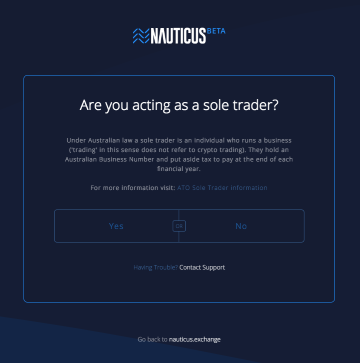 NAUTICUS BETA
Are you acting as a sole trader?
Under Australian law a sole trader is an individual who runs a business
('trading' in this sense does not refer to crypto trading). They hold an
Australian Business Number and put aside tax to pay at the end of each
financial year.
For more information visit: ATO Sole Trader Information
Yes OR No
Having Trouble? Contact Support
Go back to nauticus.exchange